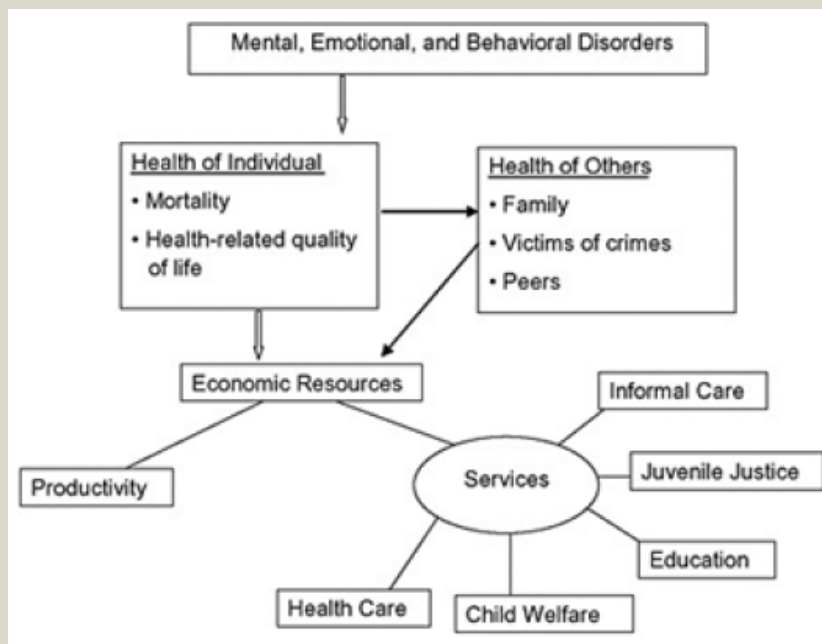 Mental, Emotional, and Behavioral Disorders
Health of Individual
• Mortality
• Health-related quality
of life
Health of Others
• Family
• Victims of crimes
• Peers
Economic Resources
Informal Care
Productivity
Services
Juvenile Justice
Education
Health Care
Child Welfare